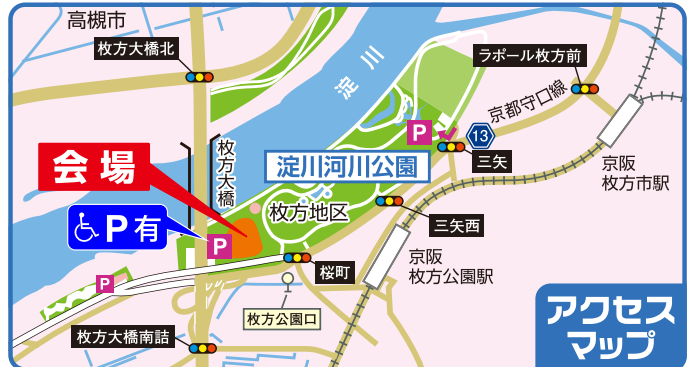 高槻市
枚方大橋北
淀川
ラポール枚方前
京都守口線
13
P
三矢
京阪
枚方市駅
枚方大橋
会場
淀川河川公園
枚方地区
P有
P
三矢西
桜町
京阪
枚方公園駅
P
枚方公園口
枚方大橋南詰
アクセス
マップ